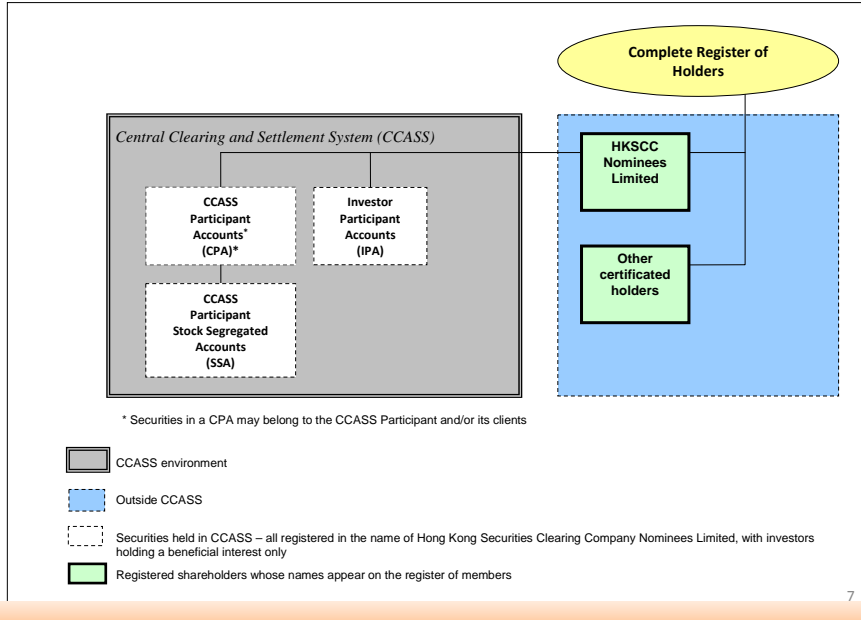 Complete Register of
Holders
Central Clearing and Settlement System (CCASS)
HKSCC
Nominees
Limited
CCASS
Participant
Accounts*
(CPA)*
Investor
Participant
Accounts
(IPA)
Other
certificated
holders
CCASS
Participant
Stock Segregated
Accounts
(SSA)
* Securities in a CPA may belong to the CCASS Participant and/or its clients
CCASS environment
Outside CCASS
Securities held in CCASS – all registered in the name of Hong Kong Securities Clearing Company Nominees Limited, with investors
holding a beneficial interest only
Registered shareholders whose names appear on the register of members
7